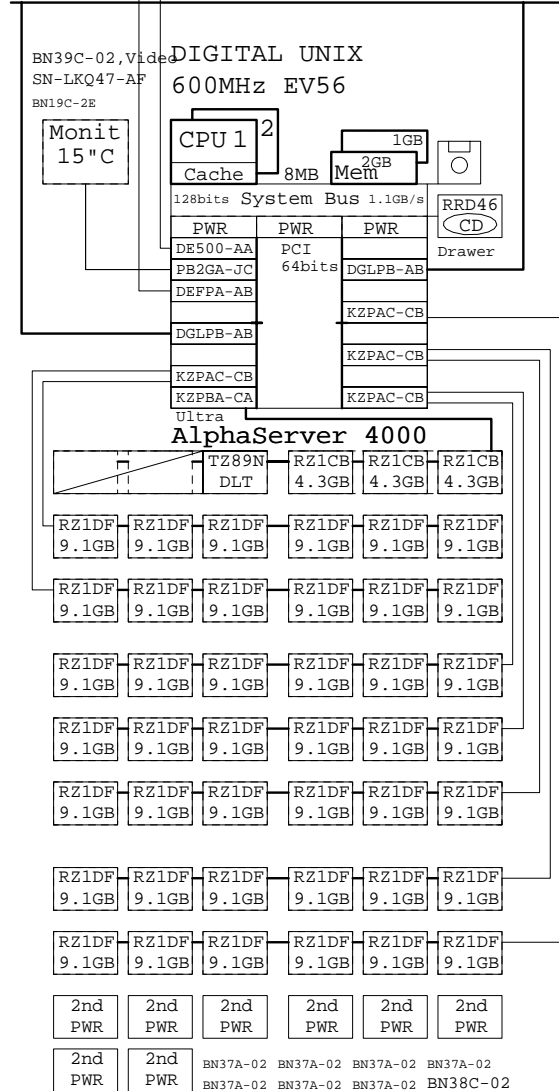 BN39C-02,Video DIGITAL UNIX
SN-LKQ47-AF 600MHz EV56
BN19C-2E
Monit
15"C
CPU 1 2
Cache 8MB
1GB
2GB
Mem
128bits System Bus 1.1GB/s
RRD46
CD
Drawer
PWR PWR PWR
DE500-AA PCI
PB2GA-JC 64bits DGLPB-AB
DEFPA-AB
KZPAC-CB
DGLPB-AB
KZPAC-CB
KZPAC-CB
KZPBA-CA KZPAC-CB
Ultra
AlphaServer 4000
TZ89N RZ1CB RZ1CB RZ1CB
DLT 4.3GB 4.3GB 4.3GB
RZ1DF RZ1DF RZ1DF RZ1DF RZ1DF RZ1DF
9.1GB 9.1GB 9.1GB 9.1GB 9.1GB 9.1GB
RZ1DF RZ1DF RZ1DF RZ1DF RZ1DF RZ1DF
9.1GB 9.1GB 9.1GB 9.1GB 9.1GB 9.1GB
RZ1DF RZ1DF RZ1DF RZ1DF RZ1DF RZ1DF
9.1GB 9.1GB 9.1GB 9.1GB 9.1GB 9.1GB
RZ1DF RZ1DF RZ1DF RZ1DF RZ1DF RZ1DF
9.1GB 9.1GB 9.1GB 9.1GB 9.1GB 9.1GB
RZ1DF RZ1DF RZ1DF RZ1DF RZ1DF RZ1DF
9.1GB 9.1GB 9.1GB 9.1GB 9.1GB 9.1GB
RZ1DF RZ1DF RZ1DF RZ1DF RZ1DF RZ1DF
9.1GB 9.1GB 9.1GB 9.1GB 9.1GB 9.1GB
RZ1DF RZ1DF RZ1DF RZ1DF RZ1DF RZ1DF
9.1GB 9.1GB 9.1GB 9.1GB 9.1GB 9.1GB
2nd 2nd 2nd 2nd 2nd 2nd
PWR PWR PWR PWR PWR PWR
2nd 2nd BN37A-02 BN37A-02 BN37A-02 BN37A-02
PWR PWR BN37A-02 BN37A-02 BN37A-02 BN38C-02